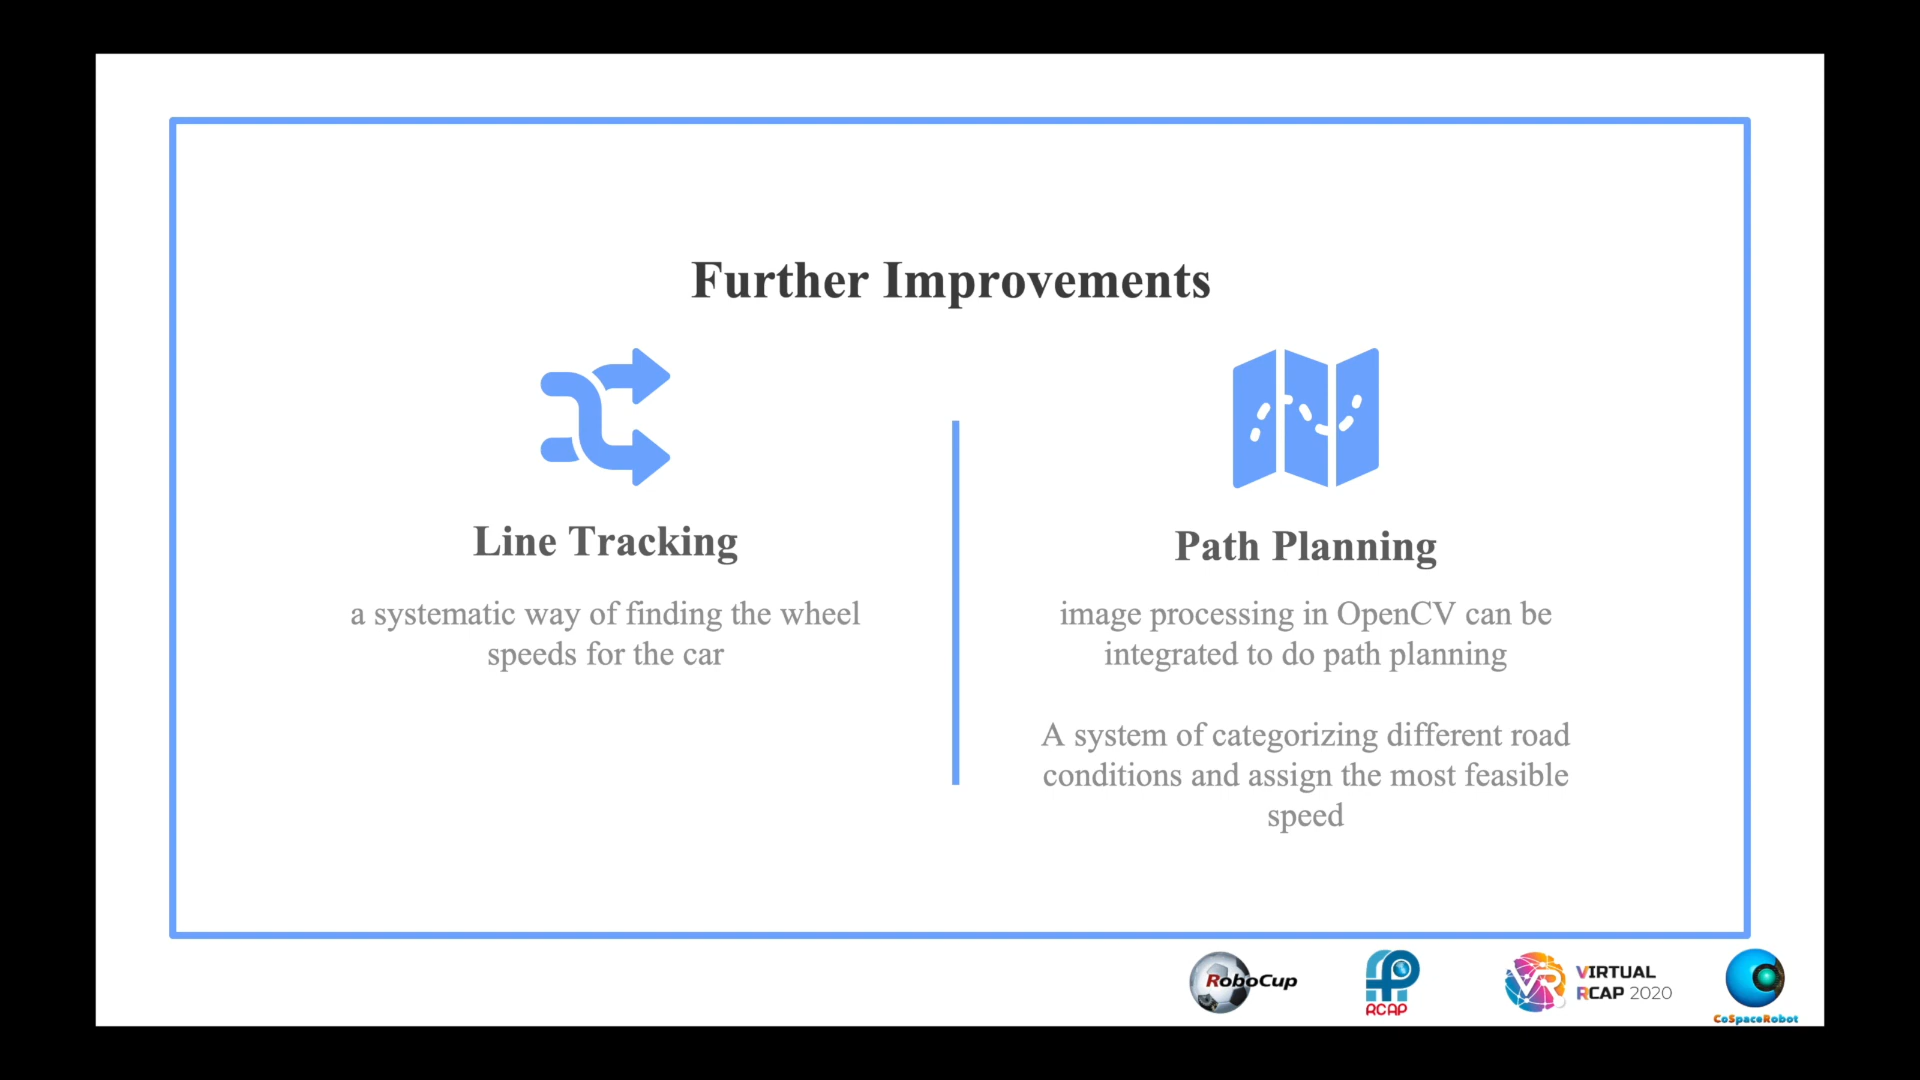 Further Improvements
Line Tracking
a systematic way of finding the wheel
speeds for the car
Path Planning
image processing in OpenCV can be
integrated to do path planning
A system of categorizing different road
conditions and assign the most feasible
speed
RoboCup
RCAP
VR
VIRTUAL
RCAP 2020
CoSpaceRobot